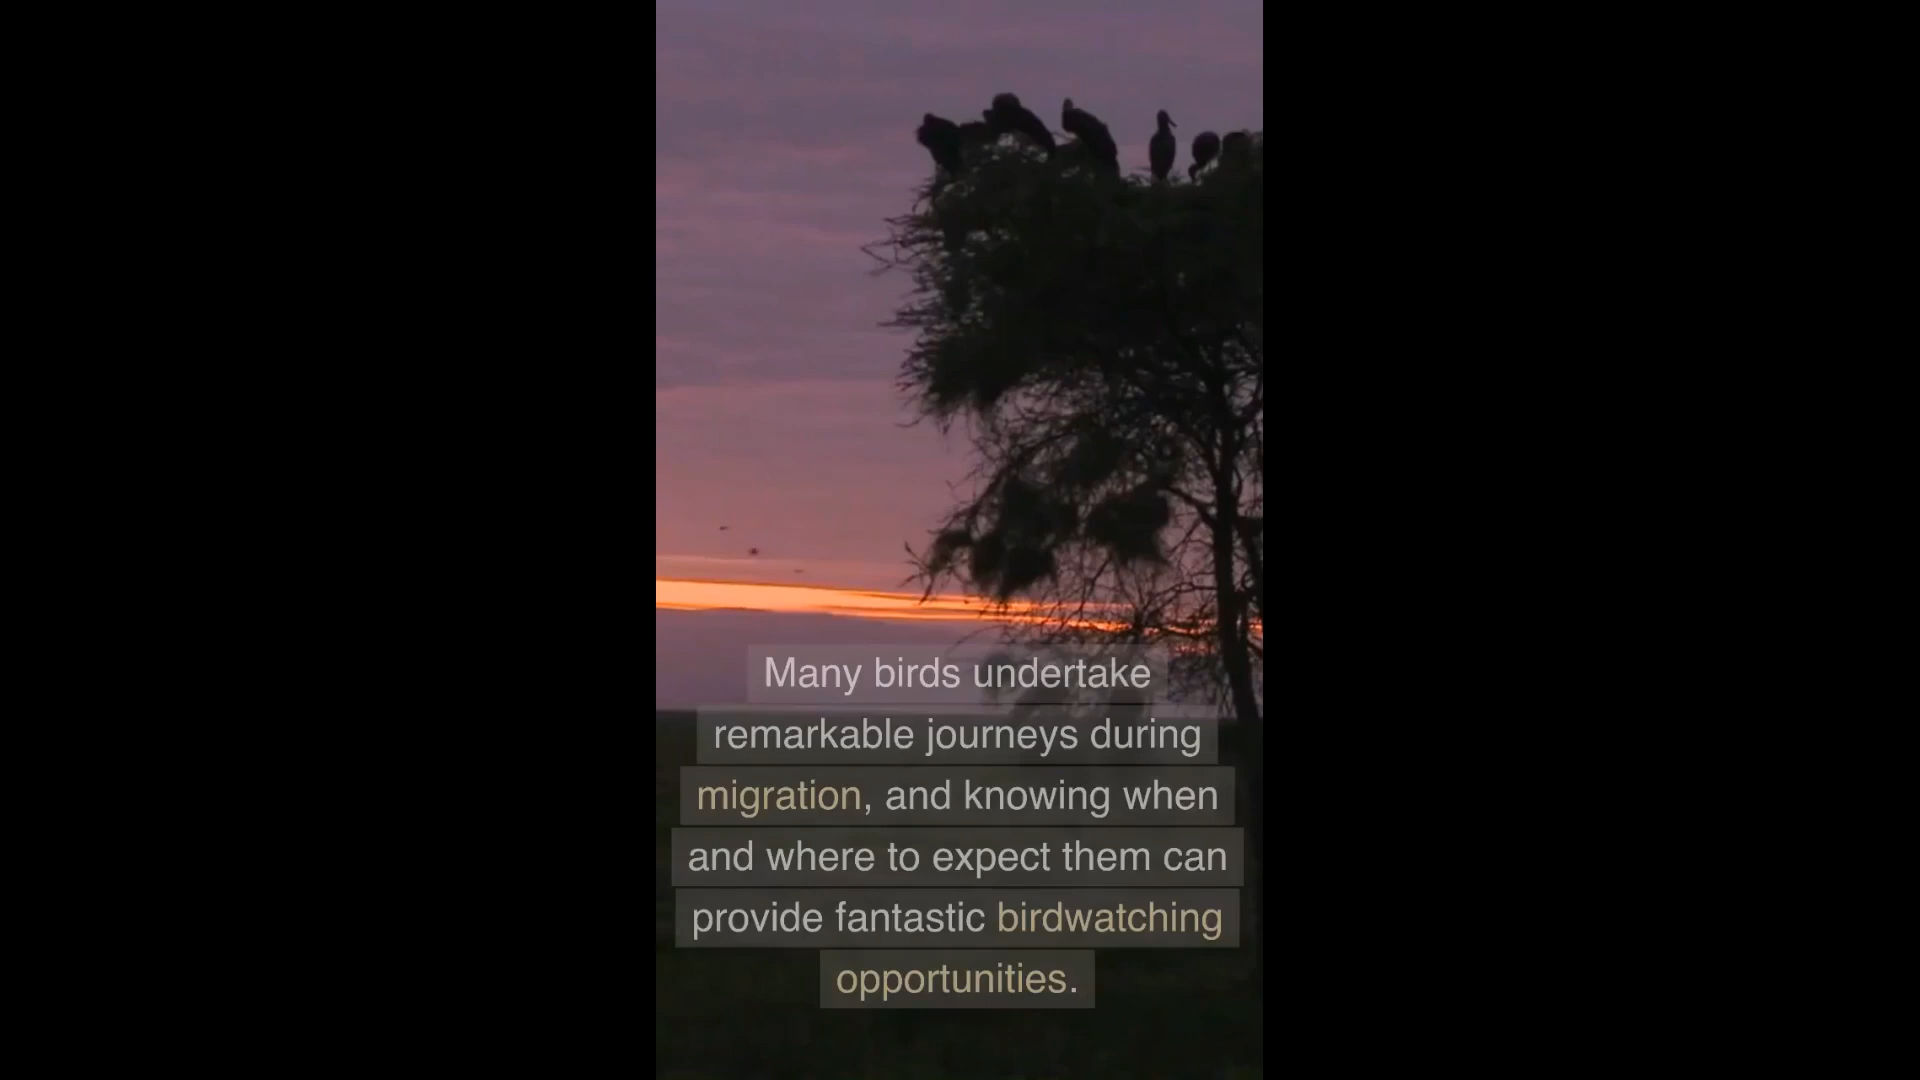 Many birds undertake
remarkable journeys during
migration, and knowing when
and where to expect them can
provide fantastic birdwatching
opportunities.